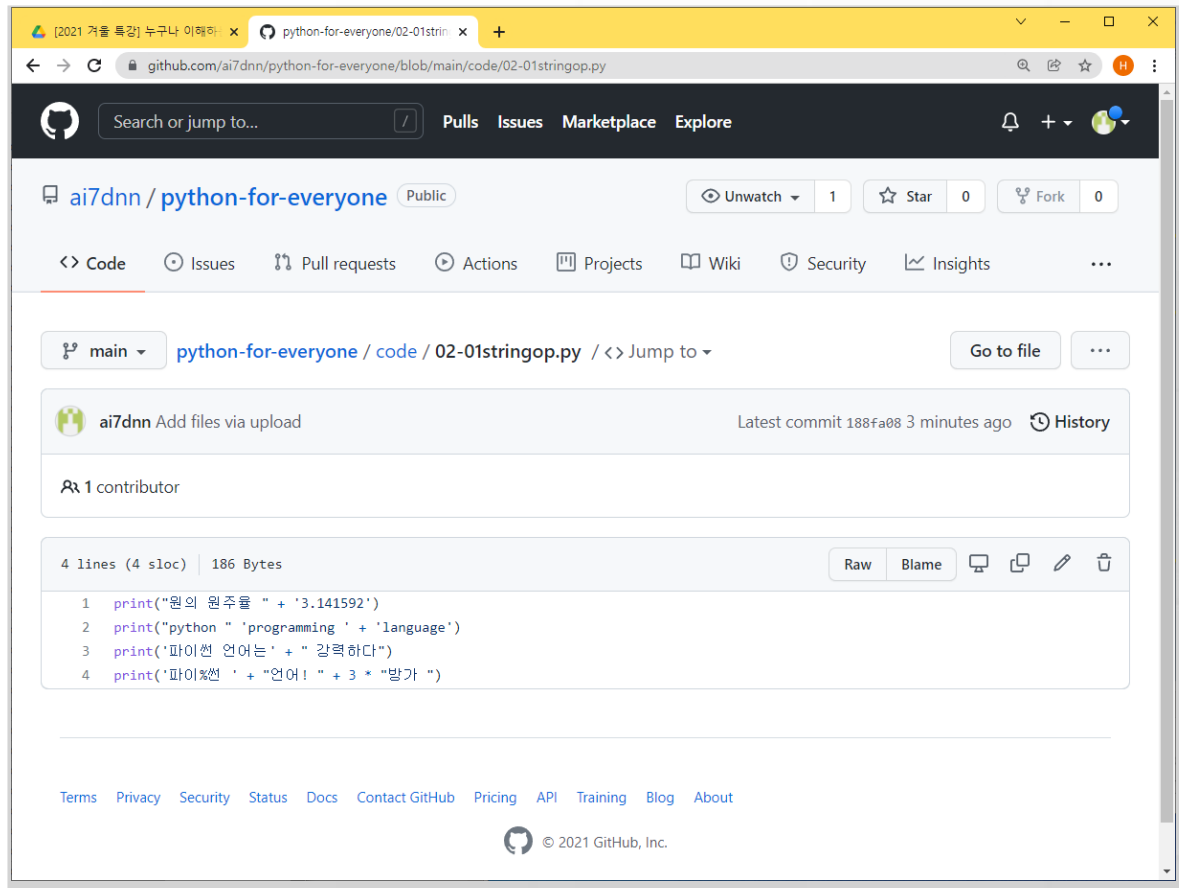 [2021 겨울 특강] 누구나 이해하
python-for-everyone/02-01strin
github.com/ai7dnn/python-for-everyone/blob/main/code/02-01stringop.py
H
Search or jump to... / Pulls Issues Marketplace Explore
ai7dnn / python-for-everyone Public Unwatch 1 Star 0 Fork 0
<> Code Issues Pull requests Actions Projects Wiki Security Insights ...
main python-for-everyone / code / 02-01stringop.py / <> Jump to Go to file ...
ai7dnn Add files via upload Latest commit 188fa08 3 minutes ago History
1 contributor
4 lines (4 sloc) 186 Bytes Raw Blame
1 print("원의 원주율 " + '3.141592')
2 print("python " 'programming ' + 'language')
3 print('파이썬 언어는' + " 강력하다")
4 print('파이%썬 ' + "언어! " + 3 * "방가 ")
Terms Privacy Security Status Docs Contact GitHub Pricing API Training Blog About
© 2021 GitHub, Inc.